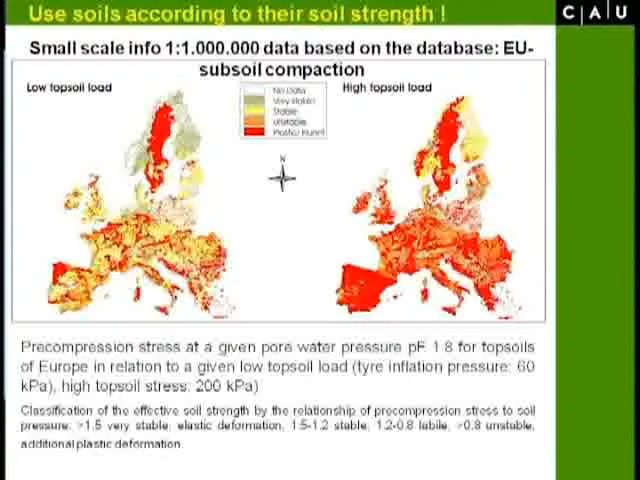 Use soils according to their soil strength !
C A U
Small scale info 1:1.000.000 data based on the database: EU-
subsoil compaction
Low topsoil load
High topsoil load
No Data
Very stable
Stable
Unstable
N
Precompression stress at a given pore water pressure pF 1.8 for topsoils
of Europe in relation to a given low topsoil load (tyre inflation pressure: 60
kPa), high topsoil stress: 200 kPa)
Classification of the effective soil strength by the relationship of precompression stress to soil
pressure: >1.5 very stable, elastic deformation, 1.5-1.2 stable, 1.2-0.8 labile, >0.8 unstable,
additional plastic deformation